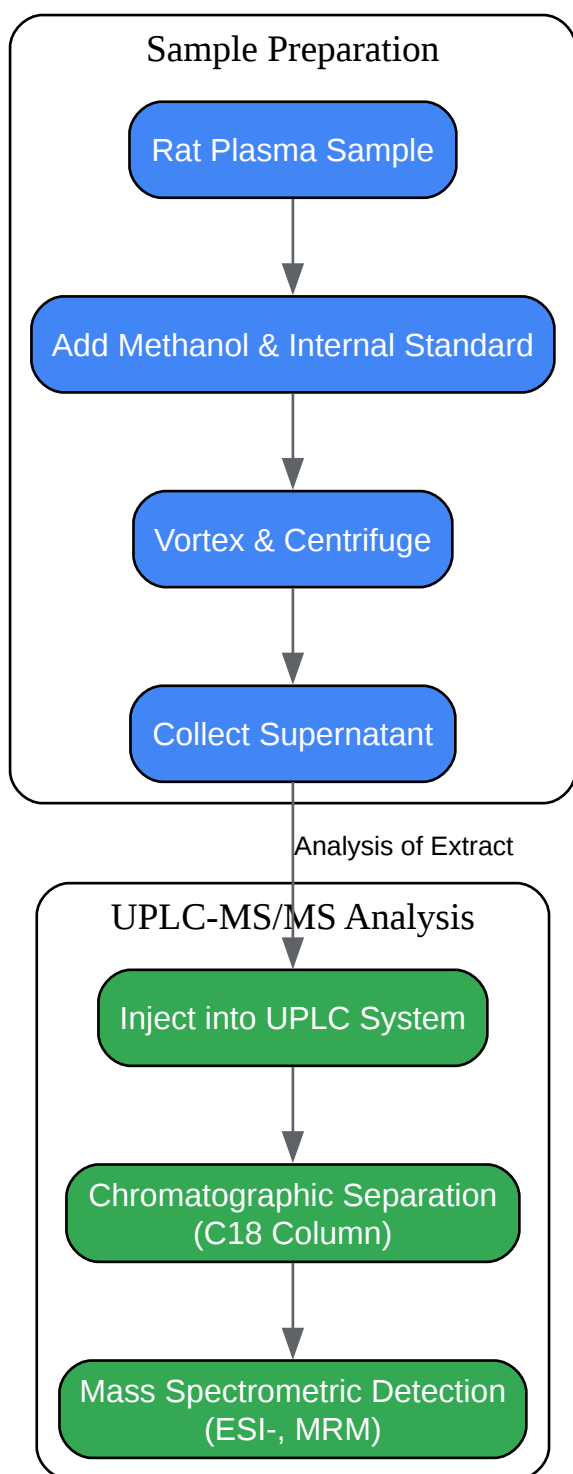 Sample Preparation
Rat Plasma Sample
Add Methanol & Internal Standard
Vortex & Centrifuge
Collect Supernatant
Analysis of Extract
UPLC-MS/MS Analysis
Inject into UPLC System
Chromatographic Separation
(C18 Column)
Mass Spectrometric Detection
(ESI-, MRM)